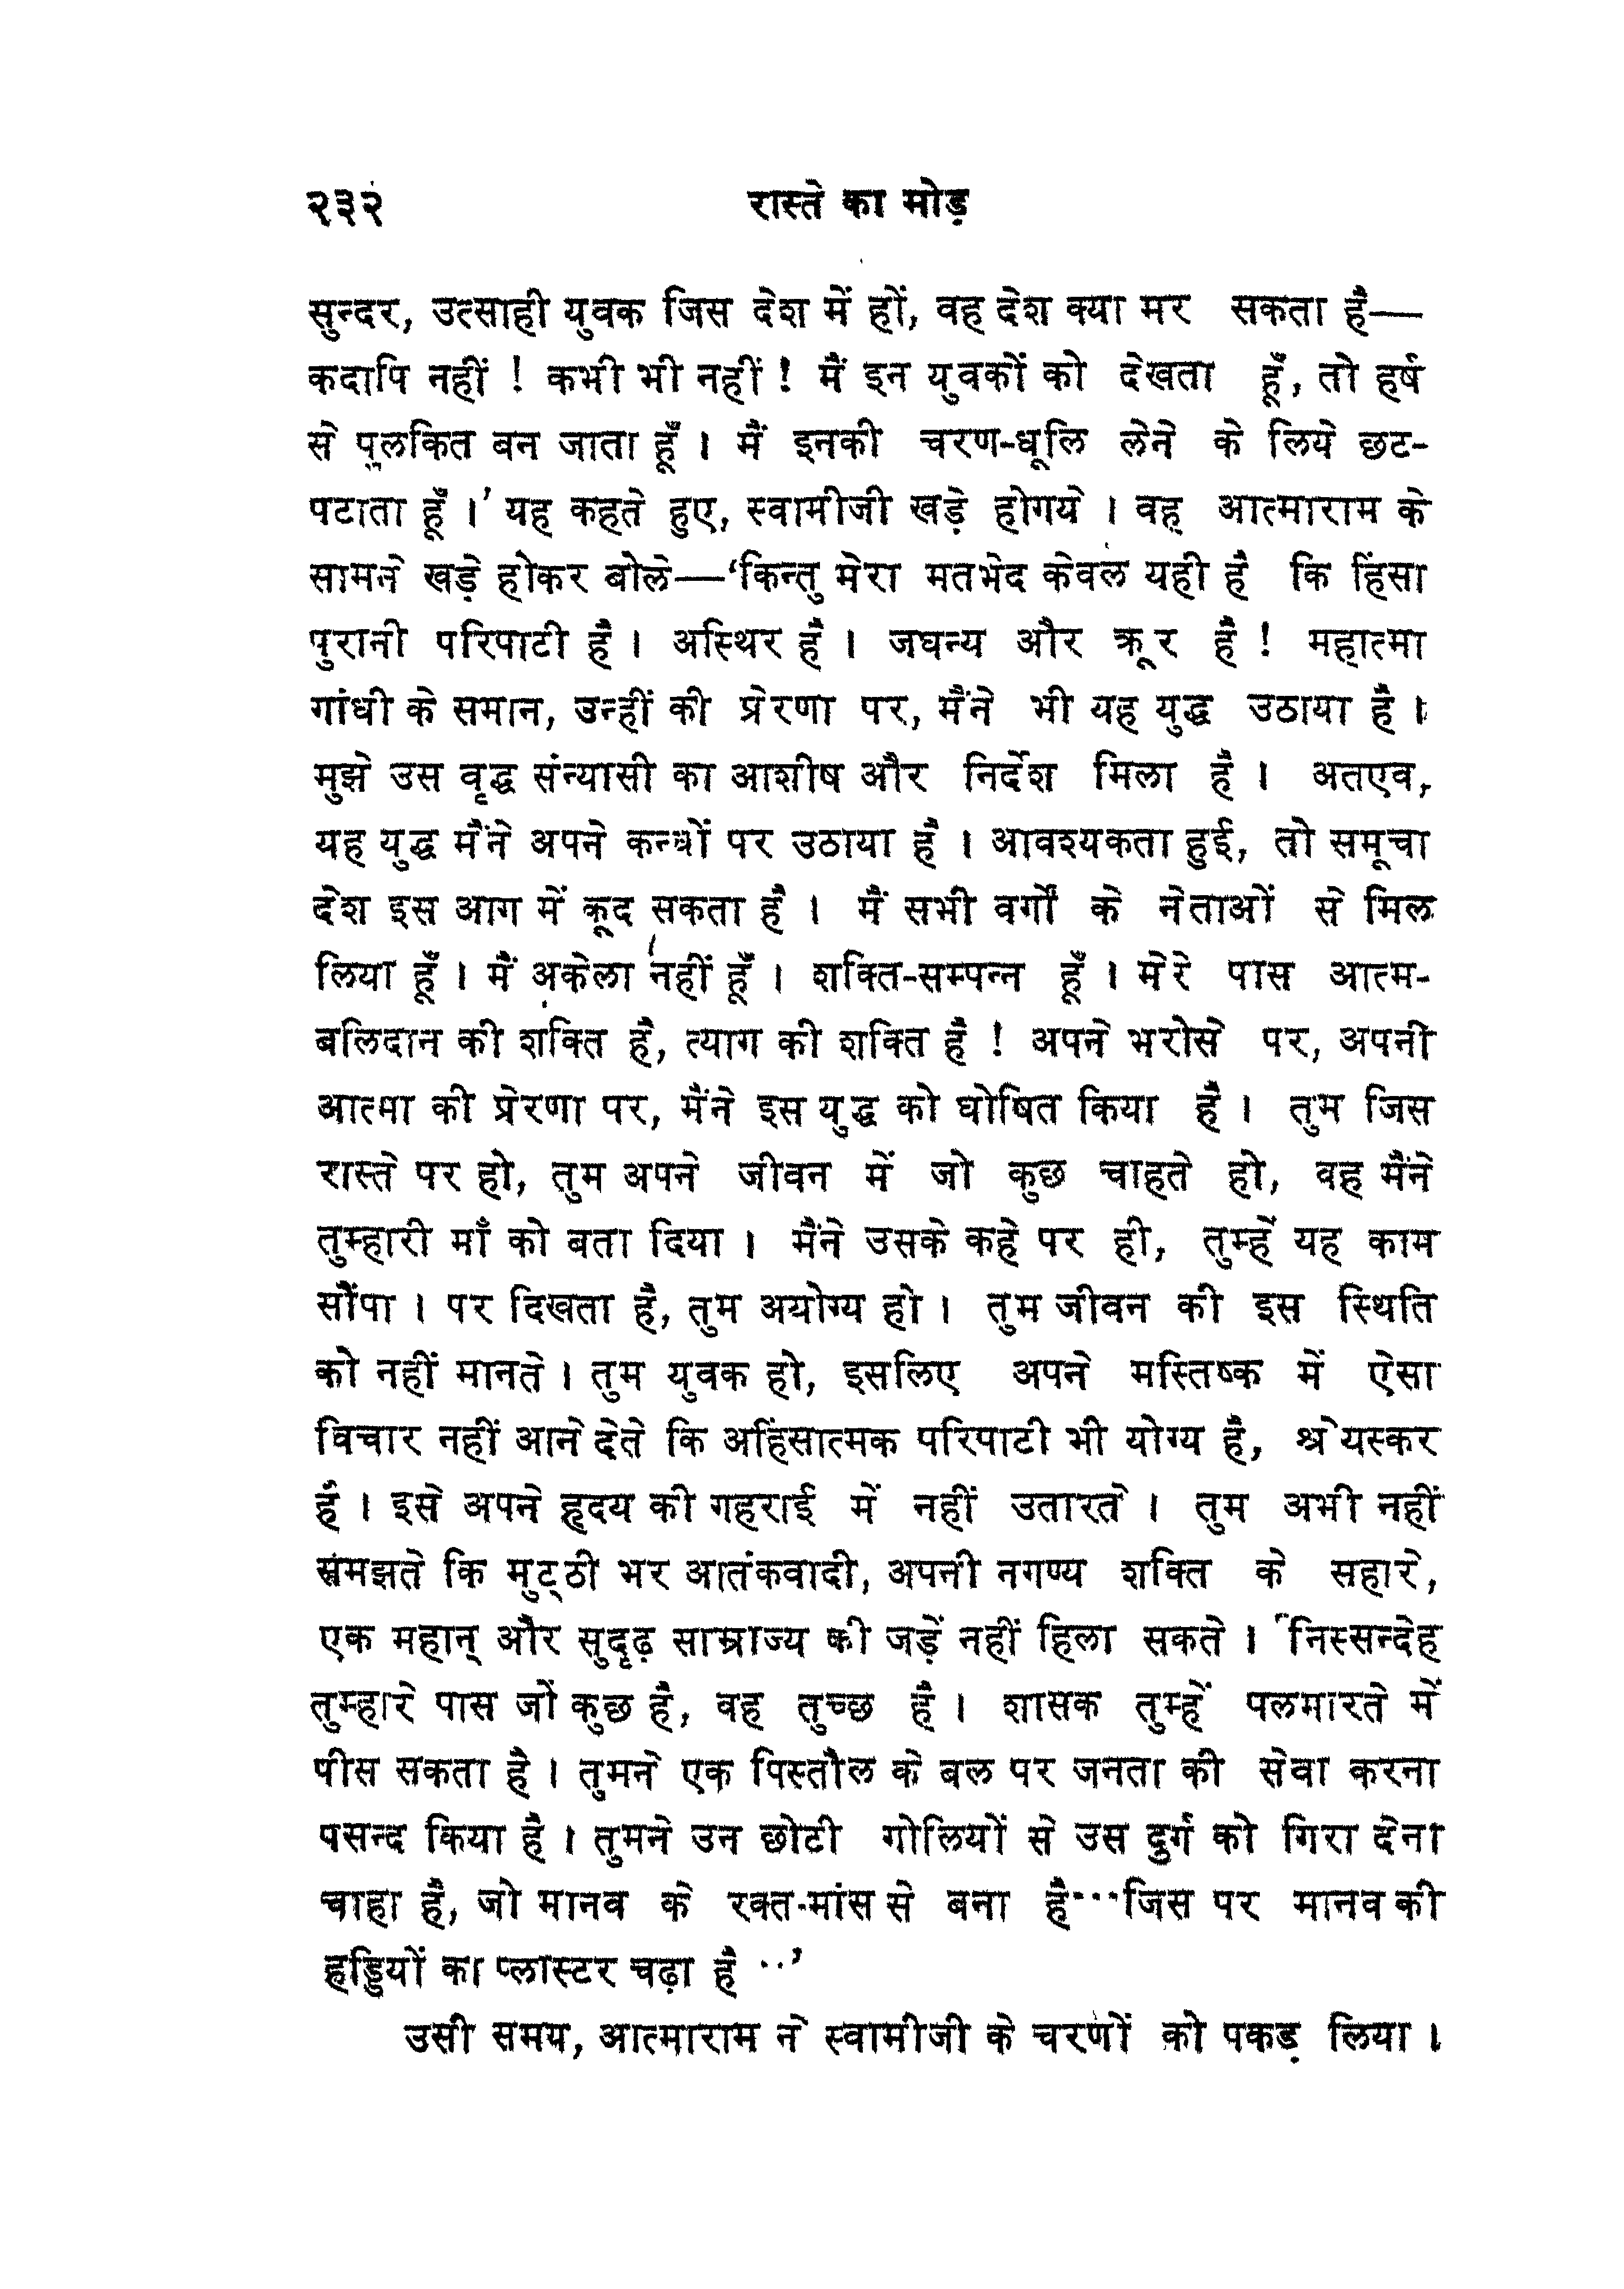 २३२ रास्ते का मोड़
सुन्दर, उत्साही युवक जिस देश में हों, वह देश क्या मर सकता है—
कदापि नहीं ! कभी भी नहीं ! मैं इन युवकों को देखता हूँ, तो हर्ष
से पुलकित बन जाता हूँ । मैं इनकी चरण-धूलि लेने के लिये छट-
पटाता हूँ ।’ यह कहते हुए, स्वामीजी खड़े होगये । वह आत्माराम के
सामने खड़े होकर बोले—‘किन्तु मेरा मतभेद केवल यही है कि हिंसा
पुरानी परिपाटी है । अस्थिर है । जघन्य और क्रूर है ! महात्मा
गांधी के समान, उन्हीं की प्रेरणा पर, मैंने भी यह युद्ध उठाया है ।
मुझे उस वृद्ध संन्यासी का आशीष और निर्देश मिला है । अतएव,
यह युद्ध मैंने अपने कन्धों पर उठाया है । आवश्यकता हुई, तो समूचा
देश इस आग में कूद सकता है । मैं सभी वर्गों के नेताओं से मिल
लिया हूँ । मैं अकेला नहीं हूँ । शक्ति-सम्पन्न हूँ । मेरे पास आत्म-
बलिदान की शक्ति है, त्याग की शक्ति है ! अपने भरोसे पर, अपनी
आत्मा की प्रेरणा पर, मैंने इस युद्ध को घोषित किया है । तुम जिस
रास्ते पर हो, तुम अपने जीवन में जो कुछ चाहते हो, वह मैंने
तुम्हारी माँ को बता दिया । मैंने उसके कहे पर ही, तुम्हें यह काम
सौंपा । पर दिखता है, तुम अयोग्य हो । तुम जीवन की इस स्थिति
को नहीं मानते । तुम युवक हो, इसलिए अपने मस्तिष्क में ऐसा
विचार नहीं आने देते कि अहिंसात्मक परिपाटी भी योग्य है, श्रेयस्कर
है । इसे अपने हृदय की गहराई में नहीं उतारते । तुम अभी नहीं
समझते कि मुट्ठी भर आतंकवादी, अपनी नगण्य शक्ति के सहारे,
एक महान् और सुदृढ़ साम्राज्य की जड़ें नहीं हिला सकते । निस्सन्देह
तुम्हारे पास जो कुछ है, वह तुच्छ है । शासक तुम्हें पलमारते में
पीस सकता है । तुमने एक पिस्तौल के बल पर जनता की सेवा करना
पसन्द किया है । तुमने उन छोटी गोलियों से उस दुर्ग को गिरा देना
चाहा है, जो मानव के रक्त-मांस से बना है···जिस पर मानव की
हड्डियों का प्लास्टर चढ़ा है ··’
उसी समय, आत्माराम ने स्वामीजी के चरणों को पकड़ लिया ।